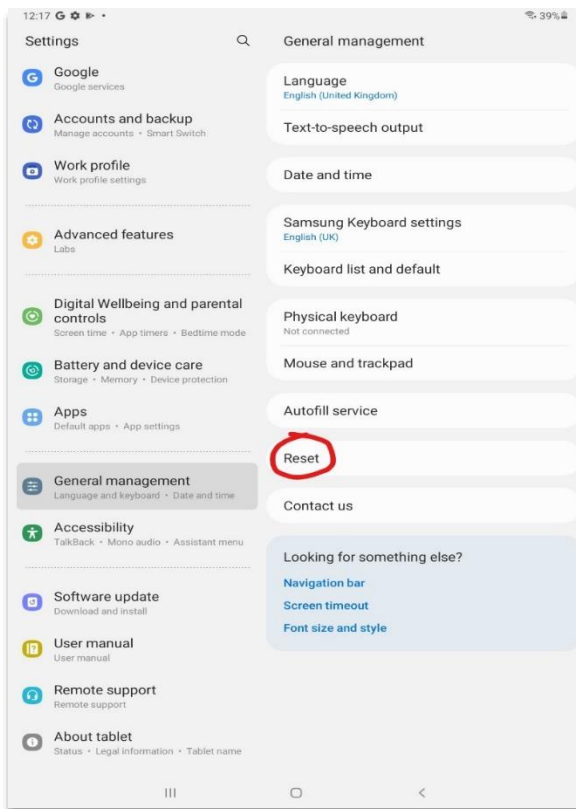 12:17 G
39%
Settings
Google
Google services
Accounts and backup
Manage accounts • Smart Switch
Work profile
Work profile settings
Advanced features
Labs
Digital Wellbeing and parental
controls
Screen time • App timers • Bedtime mode
Battery and device care
Storage • Memory • Device protection
Apps
Default apps • App settings
General management
Language and keyboard • Date and time
Accessibility
TalkBack • Mono audio • Assistant menu
Software update
Download and install
User manual
User manual
Remote support
Remote support
About tablet
Status • Legal information • Tablet name
General management
Language
English (United Kingdom)
Text-to-speech output
Date and time
Samsung Keyboard settings
English (UK)
Keyboard list and default
Physical keyboard
Not connected
Mouse and trackpad
Autofill service
Reset
Contact us
Looking for something else?
Navigation bar
Screen timeout
Font size and style